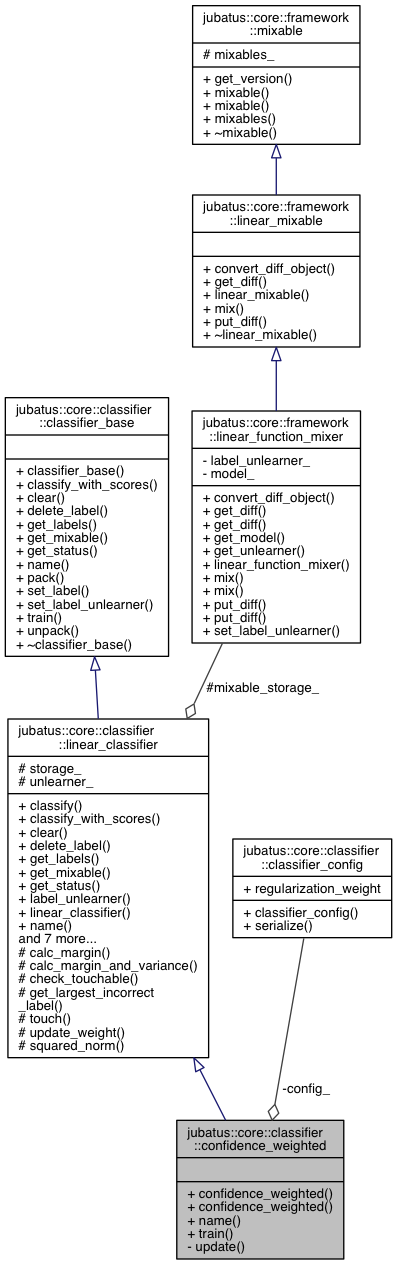 jubatus::core::framework
::mixable
# mixables_
+ get_version()
+ mixable()
+ mixable()
+ mixables()
+ ~mixable()
jubatus::core::framework
::linear_mixable
+ convert_diff_object()
+ get_diff()
+ linear_mixable()
+ mix()
+ put_diff()
+ ~linear_mixable()
jubatus::core::classifier
::classifier_base
+ classifier_base()
+ classify_with_scores()
+ clear()
+ delete_label()
+ get_labels()
+ get_mixable()
+ get_status()
+ name()
+ pack()
+ set_label()
+ set_label_unlearner()
+ train()
+ unpack()
+ ~classifier_base()
jubatus::core::framework
::linear_function_mixer
- label_unlearner_
- model_
+ convert_diff_object()
+ get_diff()
+ get_diff()
+ get_model()
+ get_unlearner()
+ linear_function_mixer()
+ mix()
+ mix()
+ put_diff()
+ put_diff()
+ set_label_unlearner()
#mixable_storage_
jubatus::core::classifier
::linear_classifier
# storage_
# unlearner_
+ classify()
+ classify_with_scores()
+ clear()
+ delete_label()
+ get_labels()
+ get_mixable()
+ get_status()
+ label_unlearner()
+ linear_classifier()
+ name()
and 7 more...
# calc_margin()
# calc_margin_and_variance()
# check_touchable()
# get_largest_incorrect
_label()
# touch()
# update_weight()
# squared_norm()
jubatus::core::classifier
::classifier_config
+ regularization_weight
+ classifier_config()
+ serialize()
-config_
jubatus::core::classifier
::confidence_weighted
+ confidence_weighted()
+ confidence_weighted()
+ name()
+ train()
- update()